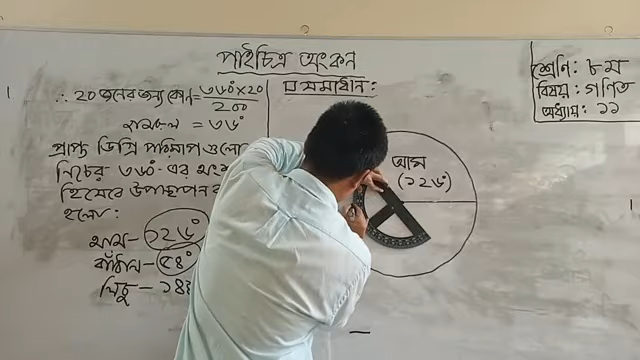 পাইচিত্র অংকন
শ্রেণি: ৮ম
বিষয়: গণিত
অধ্যায়: ১১
∴ ২০ জনের জন্য কোণ = ৩৬০°×২০
২০০
= ৩৬°
সমাধান:
প্রাপ্ত ডিগ্রি পরিমাপগুলো
নিচের ৩৬০° এর অংশ
হিসেবে উপস্থাপন
হলো:
আম - ১২৬°
কাঁঠাল - ৫৪°
লিচু - ১৪৪
আম
(১২৬°)